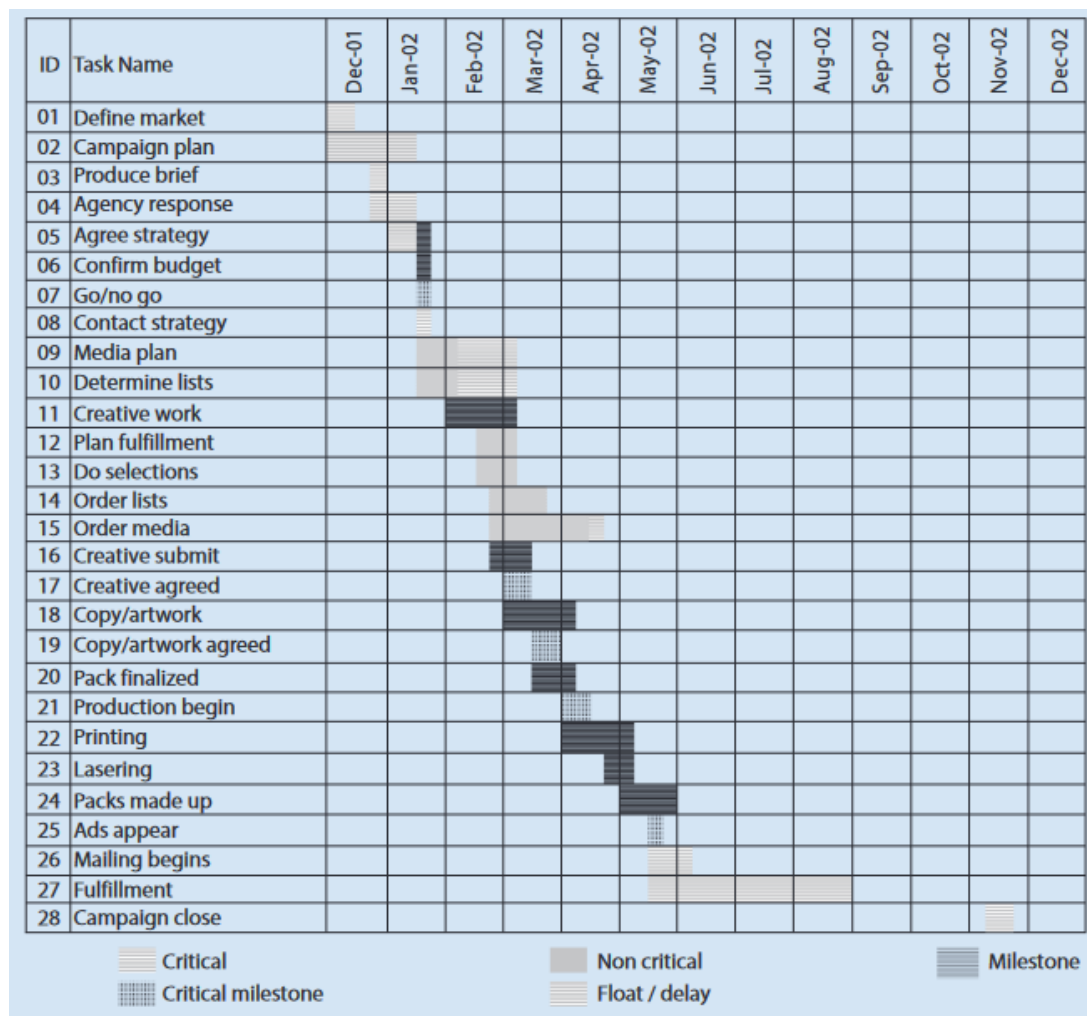 ID Task Name Dec-01 Jan-02 Feb-02 Mar-02 Apr-02 May-02 Jun-02 Jul-02 Aug-02 Sep-02 Oct-02 Nov-02 Dec-02
01 Define market
02 Campaign plan
03 Produce brief
04 Agency response
05 Agree strategy
06 Confirm budget
07 Go/no go
08 Contact strategy
09 Media plan
10 Determine lists
11 Creative work
12 Plan fulfillment
13 Do selections
14 Order lists
15 Order media
16 Creative submit
17 Creative agreed
18 Copy/artwork
19 Copy/artwork agreed
20 Pack finalized
21 Production begin
22 Printing
23 Lasering
24 Packs made up
25 Ads appear
26 Mailing begins
27 Fulfillment
28 Campaign close
Critical Non critical Milestone
Critical milestone Float / delay